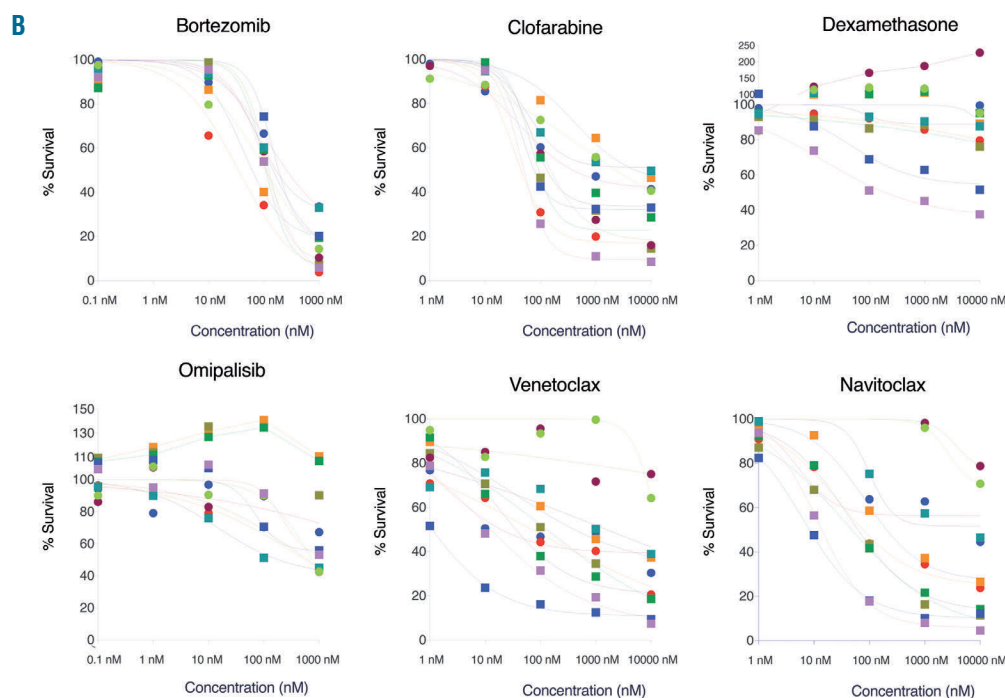 B
Bortezomib
100
80
60
40
20
0
% Survival
0.1 nM 1 nM 10 nM 100 nM 1000 nM
Concentration (nM)
Clofarabine
100
80
60
40
20
0
% Survival
1 nM 10 nM 100 nM 1000 nM 10000 nM
Concentration (nM)
Dexamethasone
250
200
150
100
100
80
60
40
20
0
% Survival
1 nM 10 nM 100 nM 1000 nM 10000 nM
Concentration (nM)
Omipalisib
150
130
110
100
80
60
40
20
0
% Survival
0.1 nM 1 nM 10 nM 100 nM 1000 nM
Concentration (nM)
Venetoclax
100
80
60
40
20
0
% Survival
1 nM 10 nM 100 nM 1000 nM 10000 nM
Concentration (nM)
Navitoclax
100
80
60
40
20
0
% Survival
1 nM 10 nM 100 nM 1000 nM 10000 nM
Concentration (nM)